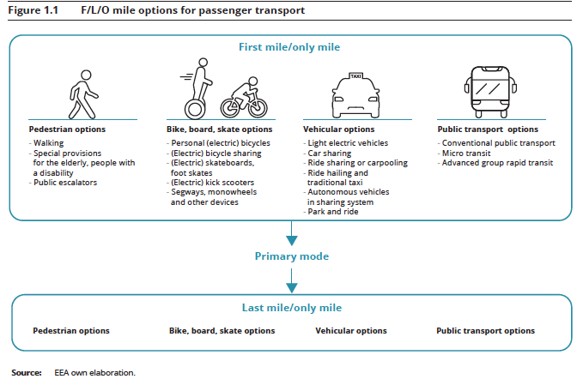 Figure 1.1 F/L/O mile options for passenger transport
First mile/only mile
TAXI
Pedestrian options
- Walking
- Special provisions
for the elderly, people with
a disability
- Public escalators
Bike, board, skate options
- Personal (electric) bicycles
- (Electric) bicycle sharing
- (Electric) skateboards,
foot skates
- (Electric) kick scooters
- Segways, monowheels
and other devices
Vehicular options
- Light electric vehicles
- Car sharing
- Ride sharing or carpooling
- Ride hailing and
traditional taxi
- Autonomous vehicles
in sharing system
- Park and ride
Public transport options
- Conventional public transport
- Micro transit
- Advanced group rapid transit
Primary mode
Last mile/only mile
Pedestrian options
Bike, board, skate options
Vehicular options
Public transport options
Source: EEA own elaboration.